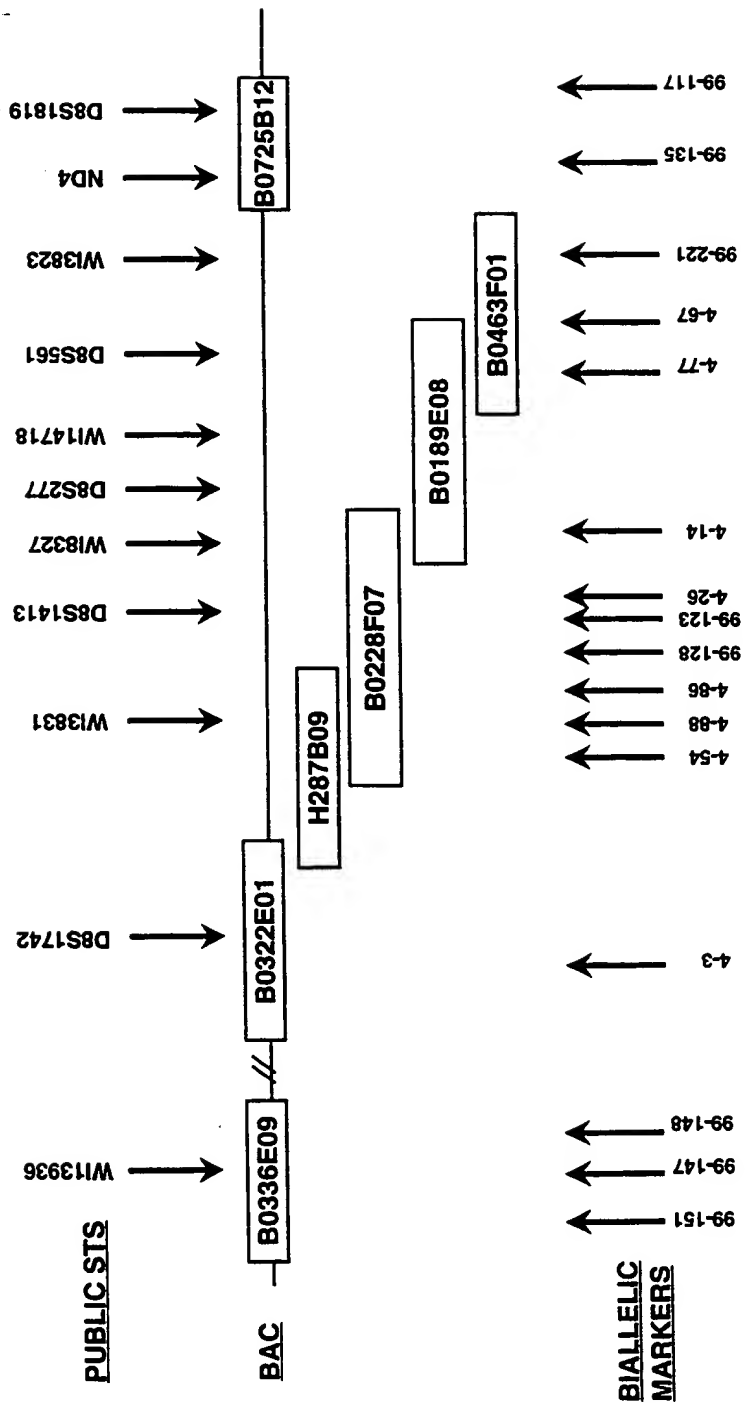 PUBLIC STS
WI13936
D8S1742
WI3831
D8S1413
WI8327
D8S277
WI14718
D8S561
WI3823
ND4
D8S1819
BAC
B0336E09
B0322E01
H287B09
B0228F07
B0189E08
B0463F01
B0725B12
BIALLELIC
MARKERS
99-151
99-147
99-148
4-3
4-54
4-88
4-86
99-128
99-123
4-26
4-14
4-77
4-67
99-221
99-135
99-117